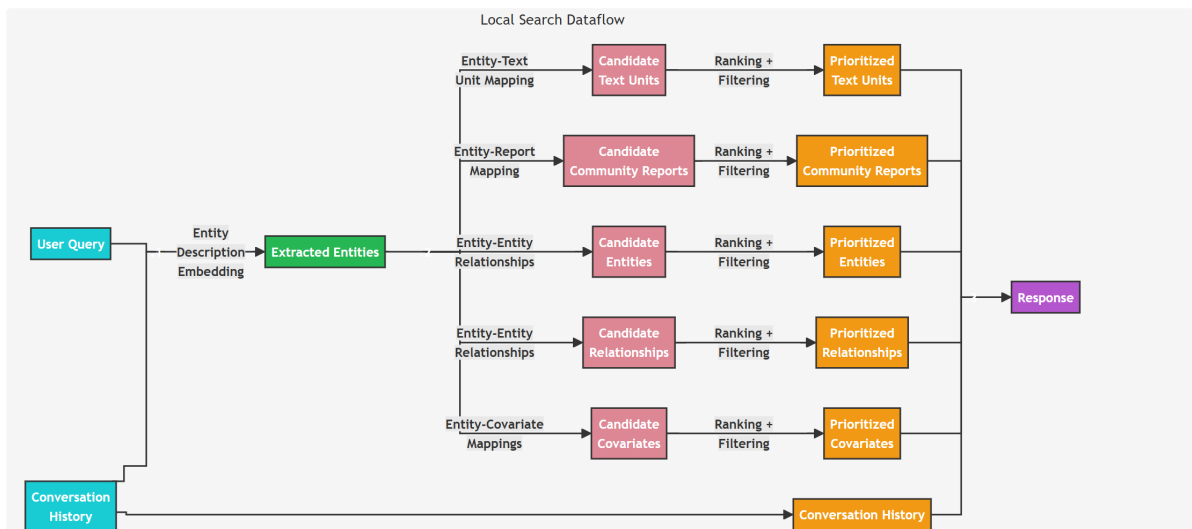 Local Search Dataflow
Entity-Text
Unit Mapping
Candidate
Text Units
Ranking +
Filtering
Prioritized
Text Units
Entity-Report
Mapping
Candidate
Community Reports
Ranking +
Filtering
Prioritized
Community Reports
User Query
Entity
Description
Embedding
Extracted Entities
Entity-Entity
Relationships
Candidate
Entities
Ranking +
Filtering
Prioritized
Entities
Response
Entity-Entity
Relationships
Candidate
Relationships
Ranking +
Filtering
Prioritized
Relationships
Entity-Covariate
Mappings
Candidate
Covariates
Ranking +
Filtering
Prioritized
Covariates
Conversation
History
Conversation History